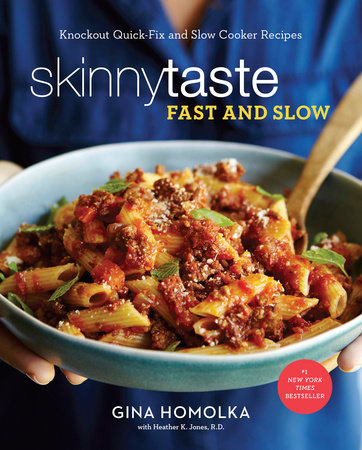 Knockout Quick-Fix and Slow Cooker Recipes
skinnytaste
FAST AND SLOW
#1
NEW YORK
TIMES
BESTSELLER
GINA HOMOLKA
with Heather K. Jones, R.D.